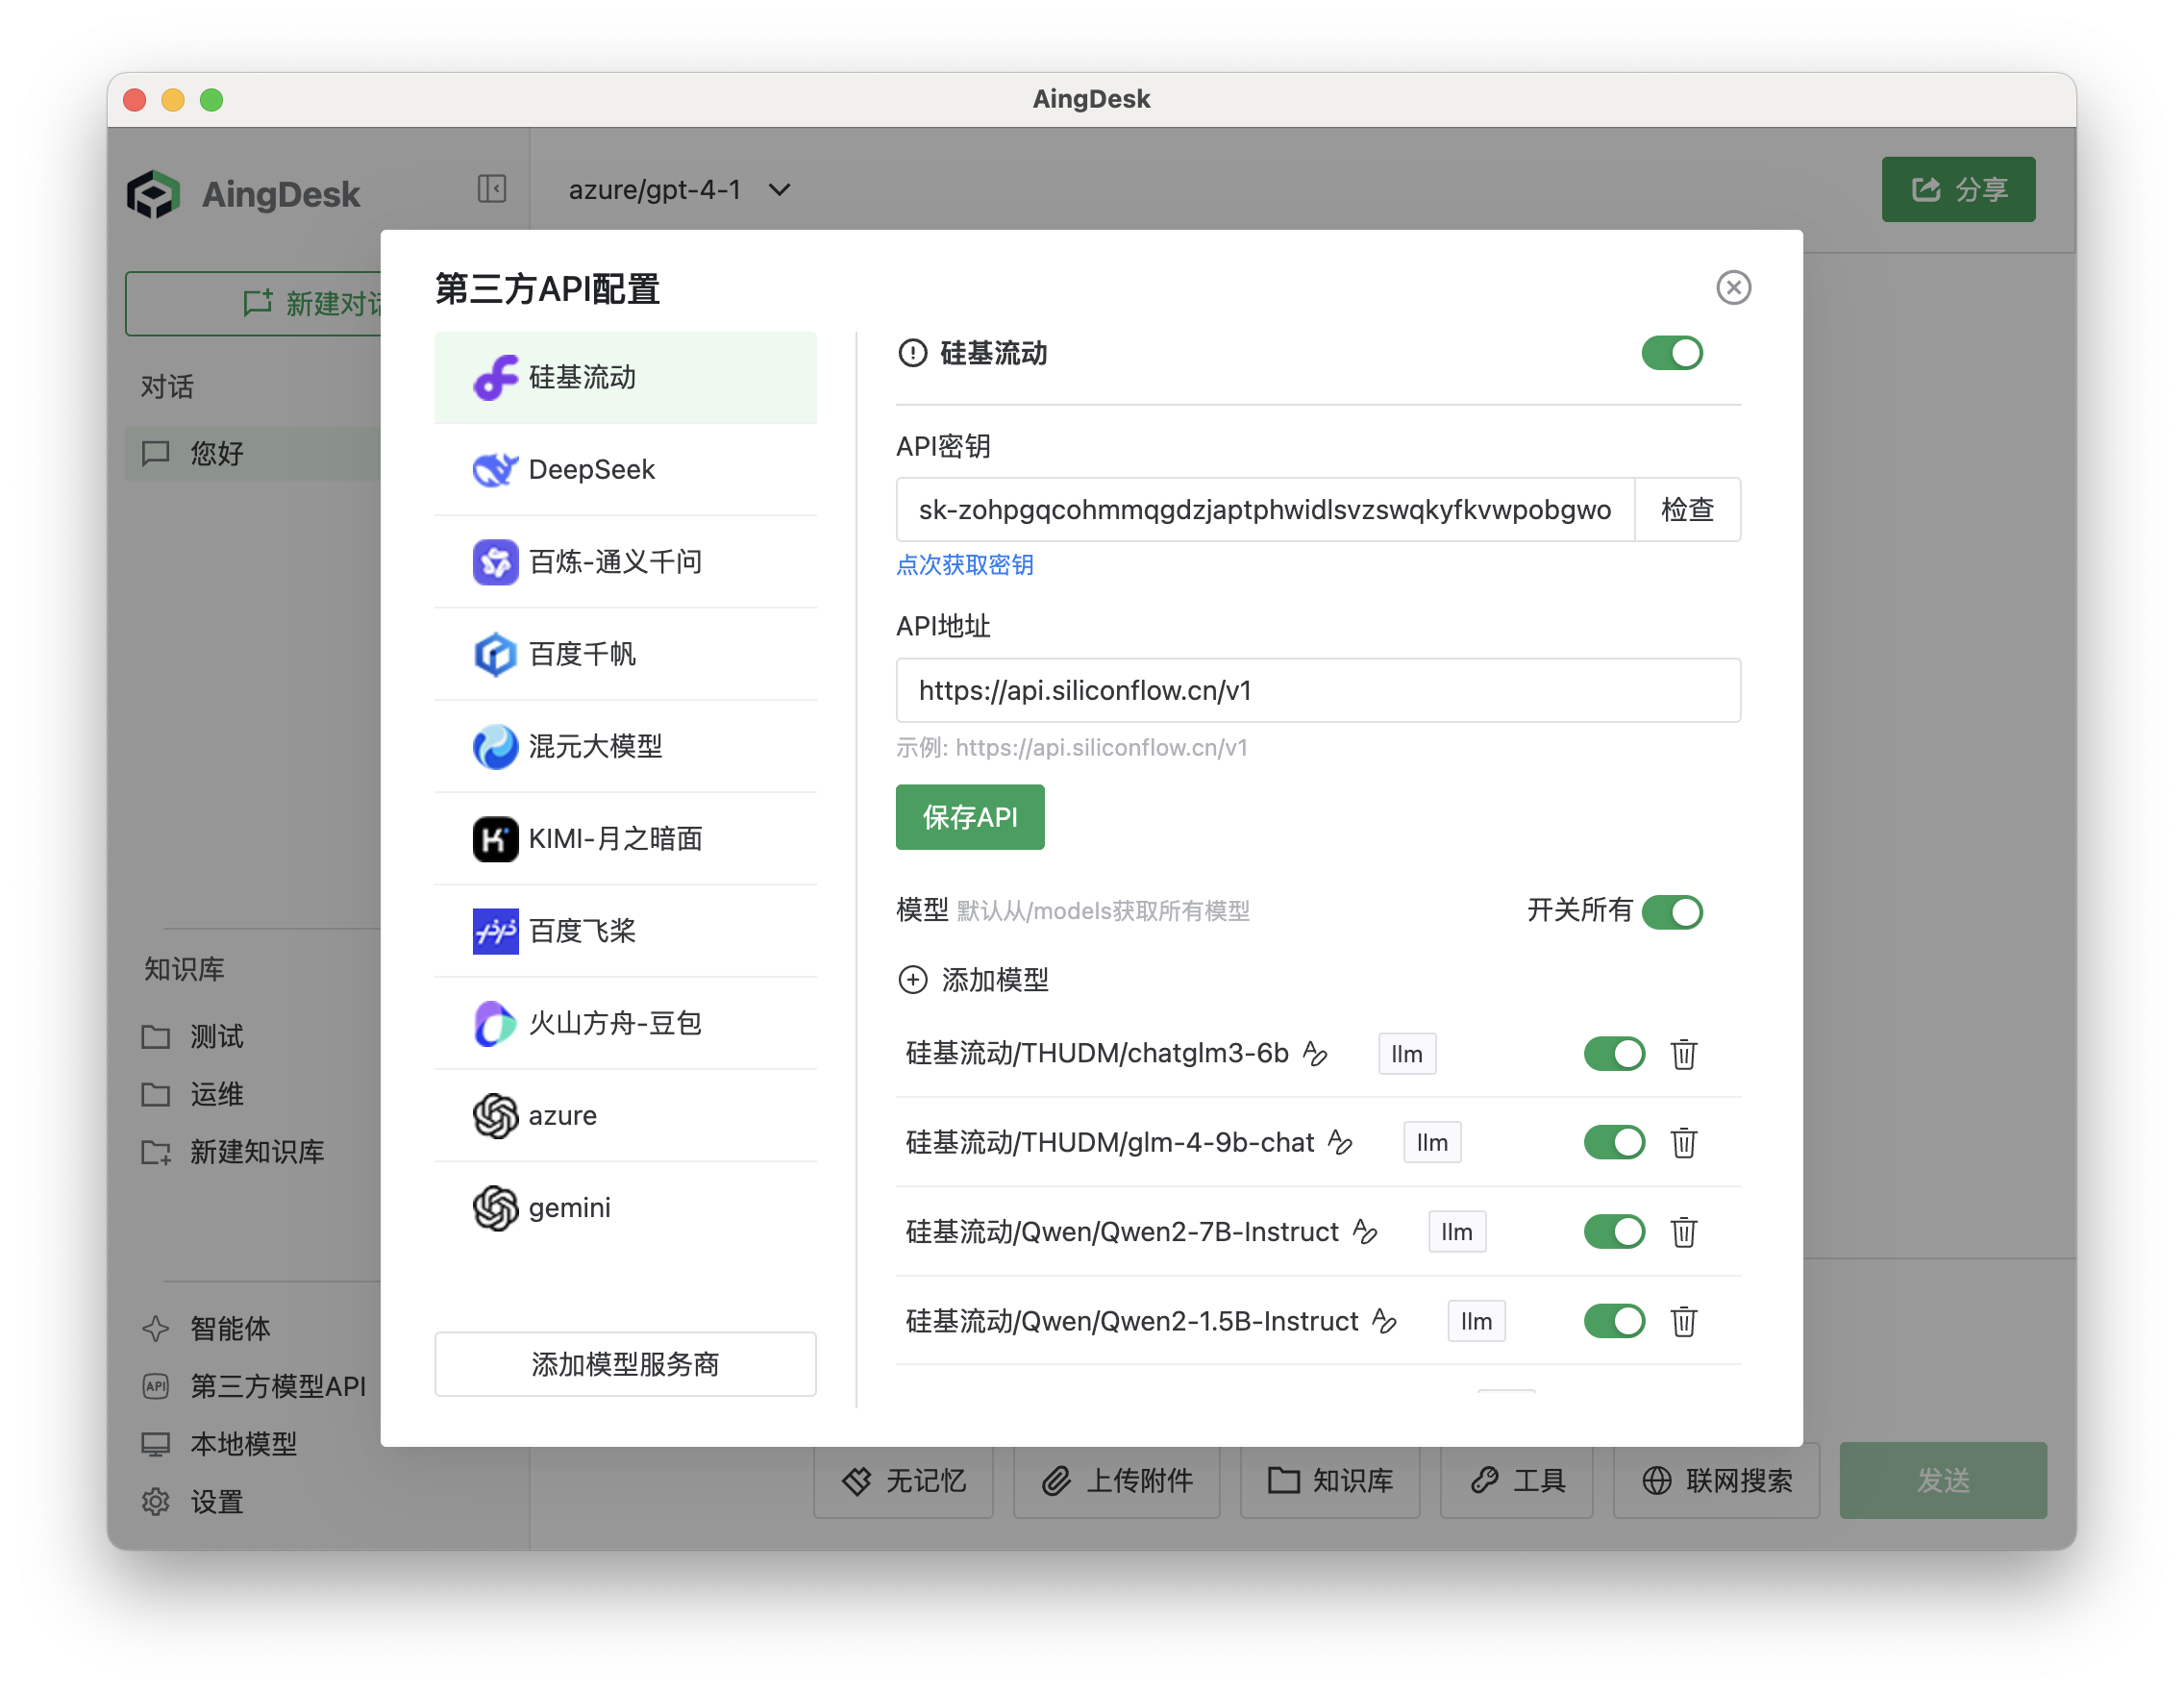 AingDesk
AingDesk
azure/gpt-4-1
分享
新建对话
对话
您好
知识库
测试
运维
新建知识库
智能体
API
第三方模型API
本地模型
设置
第三方API配置
硅基流动
DeepSeek
百炼-通义千问
百度千帆
混元大模型
KIMI-月之暗面
百度飞桨
火山方舟-豆包
azure
gemini
添加模型服务商
硅基流动
API密钥
sk-zohpgqcohmmqgdzjaptphwidlsvzswqkyfkvwpobgwo
检查
点次获取密钥
API地址
https://api.siliconflow.cn/v1
示例: https://api.siliconflow.cn/v1
保存API
模型 默认从/models获取所有模型
开关所有
添加模型
硅基流动/THUDM/chatglm3-6b llm
硅基流动/THUDM/glm-4-9b-chat llm
硅基流动/Qwen/Qwen2-7B-Instruct llm
硅基流动/Qwen/Qwen2-1.5B-Instruct llm
无记忆
上传附件
知识库
工具
联网搜索
发送